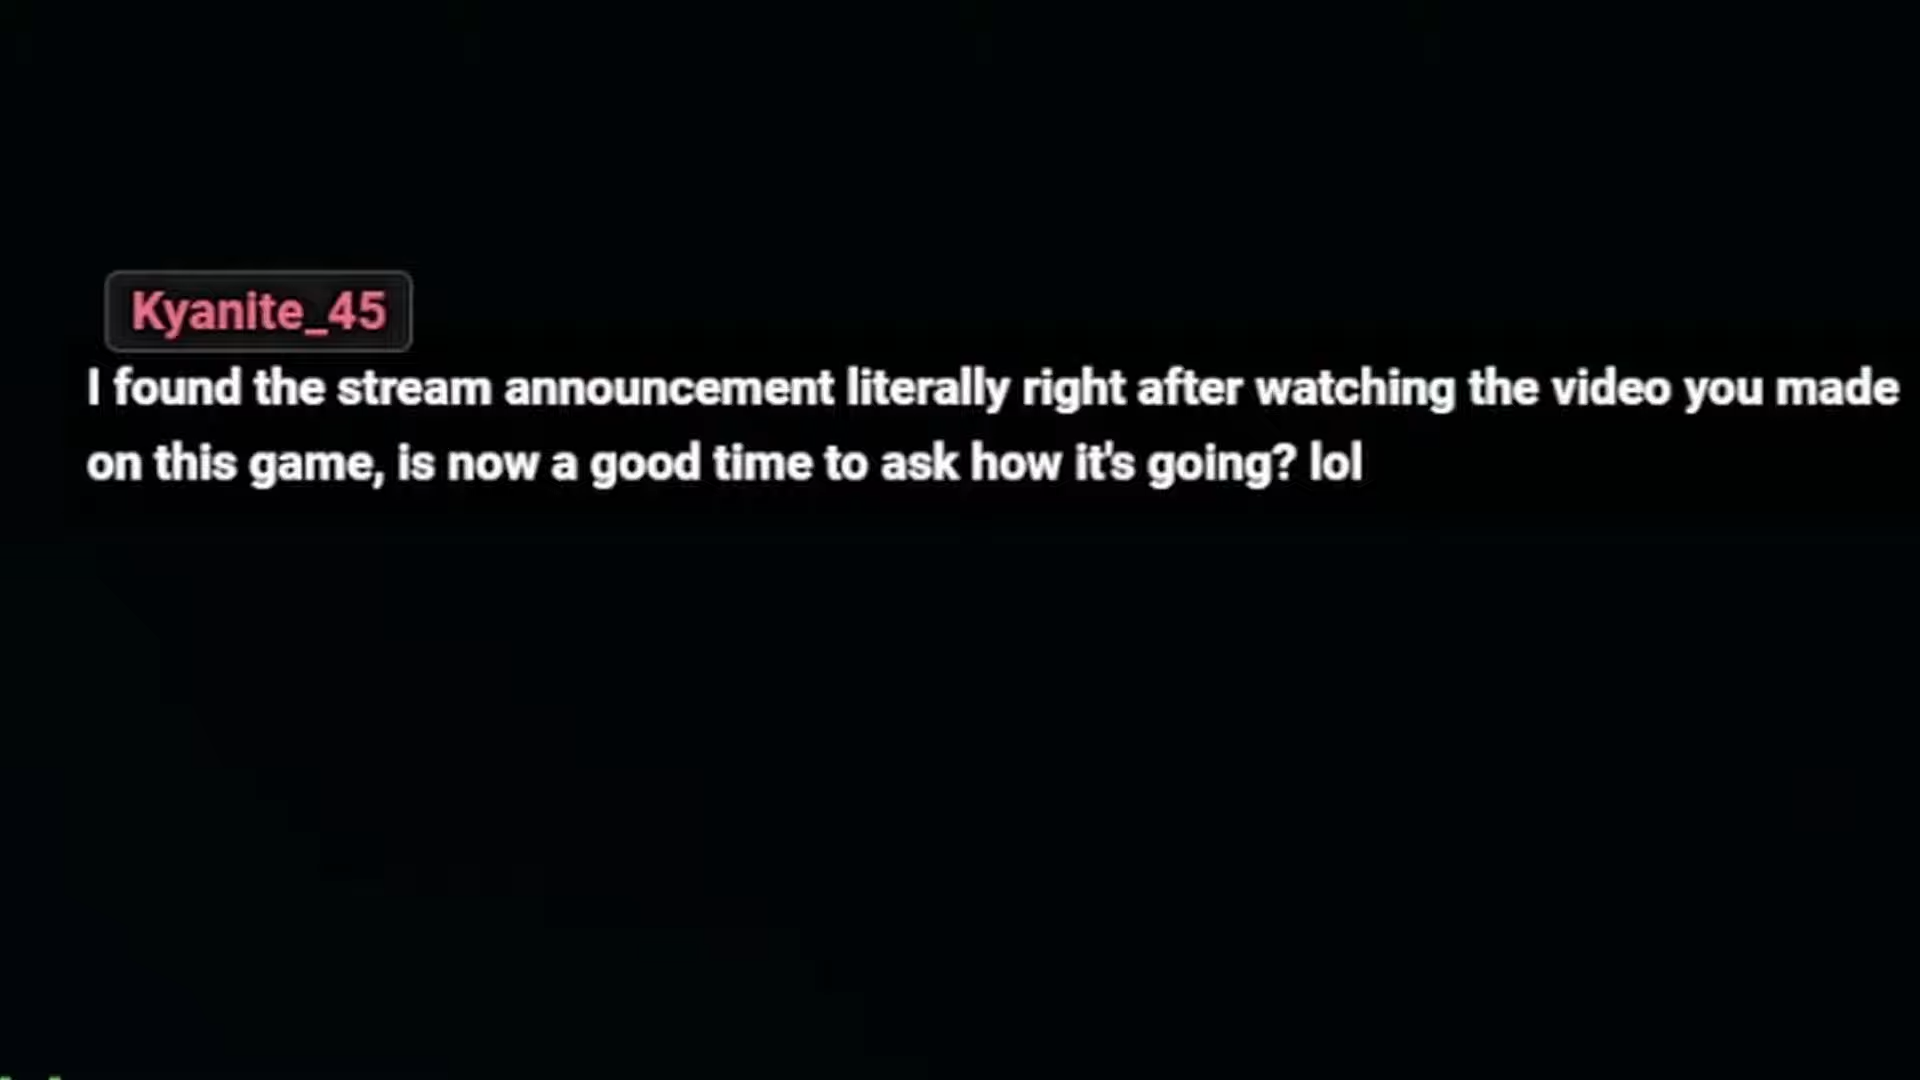 Kyanite_45
I found the stream announcement literally right after watching the video you made
on this game, is now a good time to ask how it's going? lol